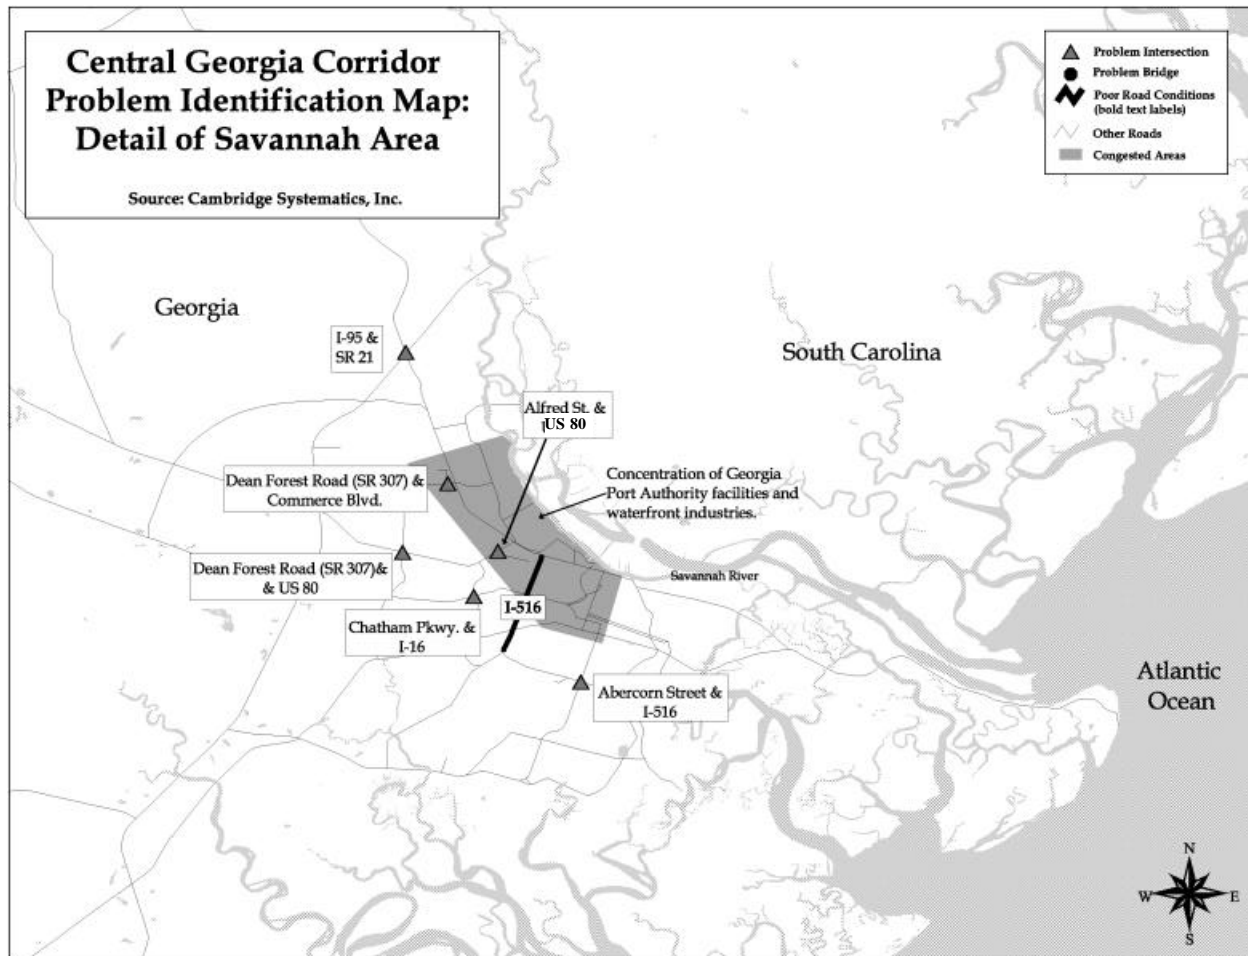 Central Georgia Corridor
Problem Identification Map:
Detail of Savannah Area
Source: Cambridge Systematics, Inc.
Problem Intersection
Problem Bridge
Poor Road Conditions
(bold text labels)
Other Roads
Congested Areas
Georgia
I-95 &
SR 21
South Carolina
Alfred St. &
US 80
Dean Forest Road (SR 307) &
Commerce Blvd.
Concentration of Georgia
Port Authority facilities and
waterfront industries.
Dean Forest Road (SR 307)&
& US 80
Savannah River
I-516
Chatham Pkwy. &
I-16
Abercorn Street &
I-516
Atlantic
Ocean
N
W
E
S